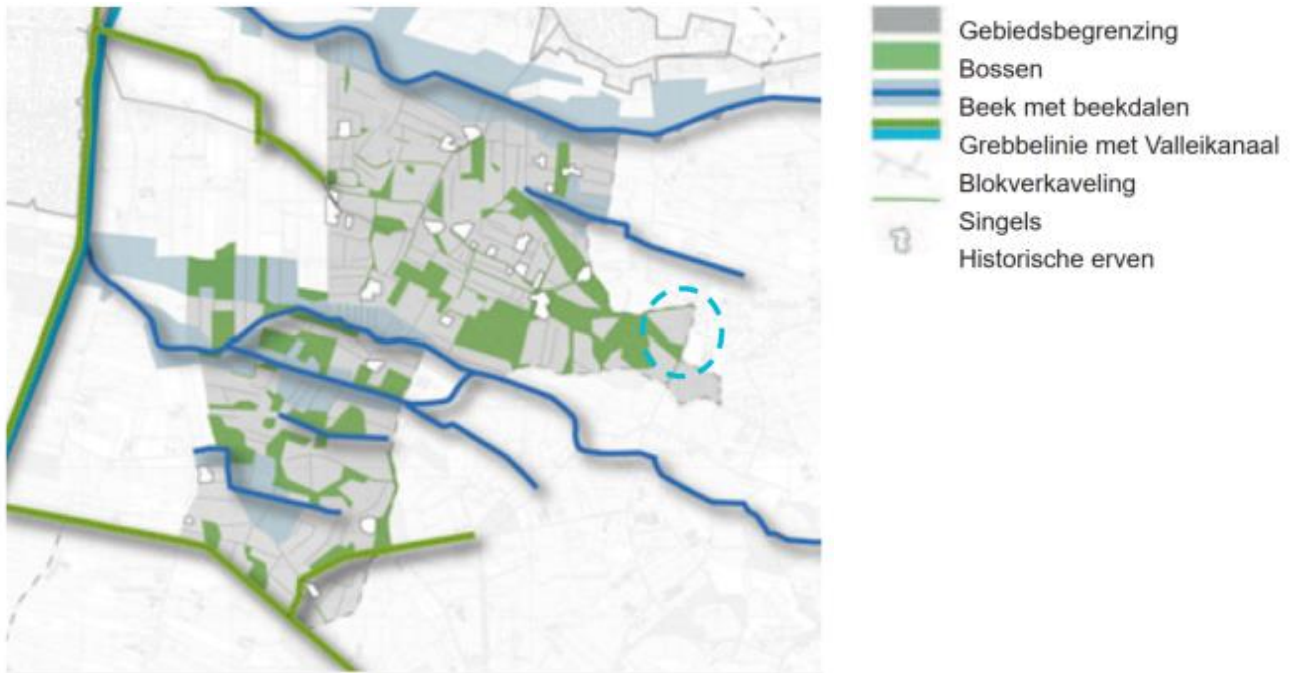 Gebiedsbegrenzing
Bossen
Beek met beekdalen
Grebbelinie met Valleikanaal
Blokverkaveling
Singels
Historische erven